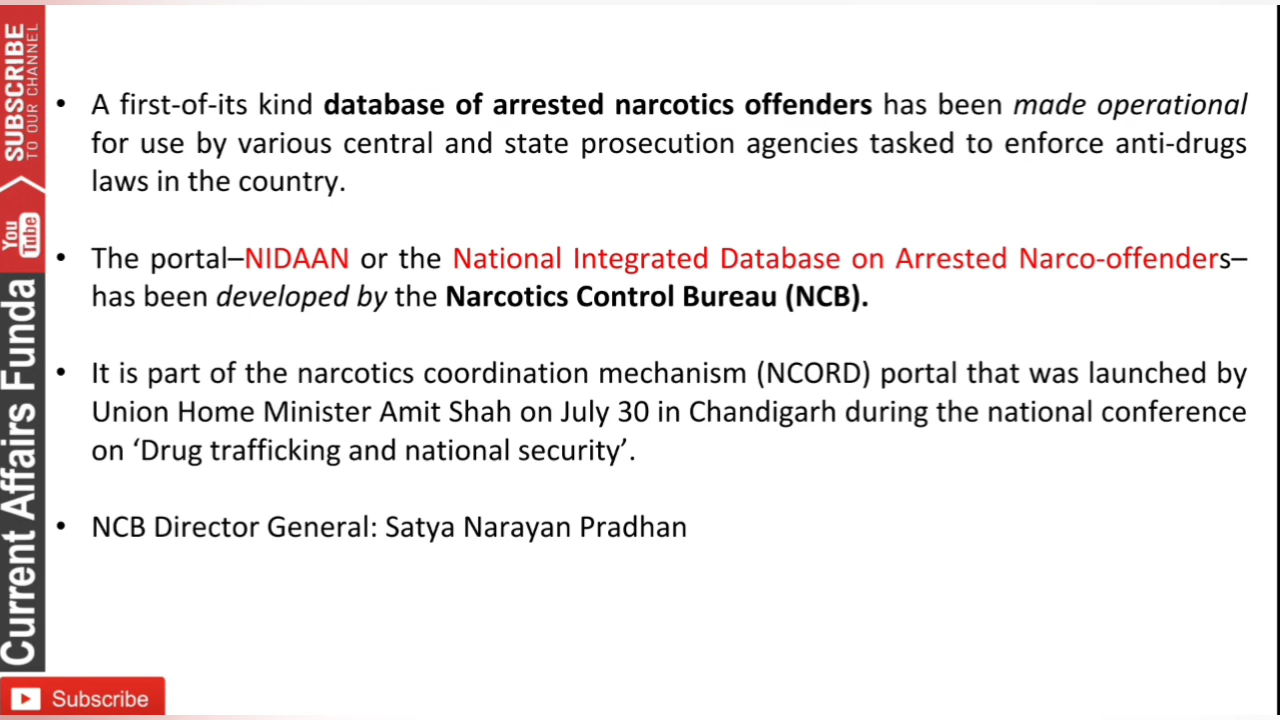 SUBSCRIBE
TO OUR CHANNEL
You
Tube
Current Affairs Funda
• A first-of-its kind database of arrested narcotics offenders has been made operational
for use by various central and state prosecution agencies tasked to enforce anti-drugs
laws in the country.
• The portal–NIDAAN or the National Integrated Database on Arrested Narco-offenders–
has been developed by the Narcotics Control Bureau (NCB).
• It is part of the narcotics coordination mechanism (NCORD) portal that was launched by
Union Home Minister Amit Shah on July 30 in Chandigarh during the national conference
on ‘Drug trafficking and national security’.
• NCB Director General: Satya Narayan Pradhan
Subscribe